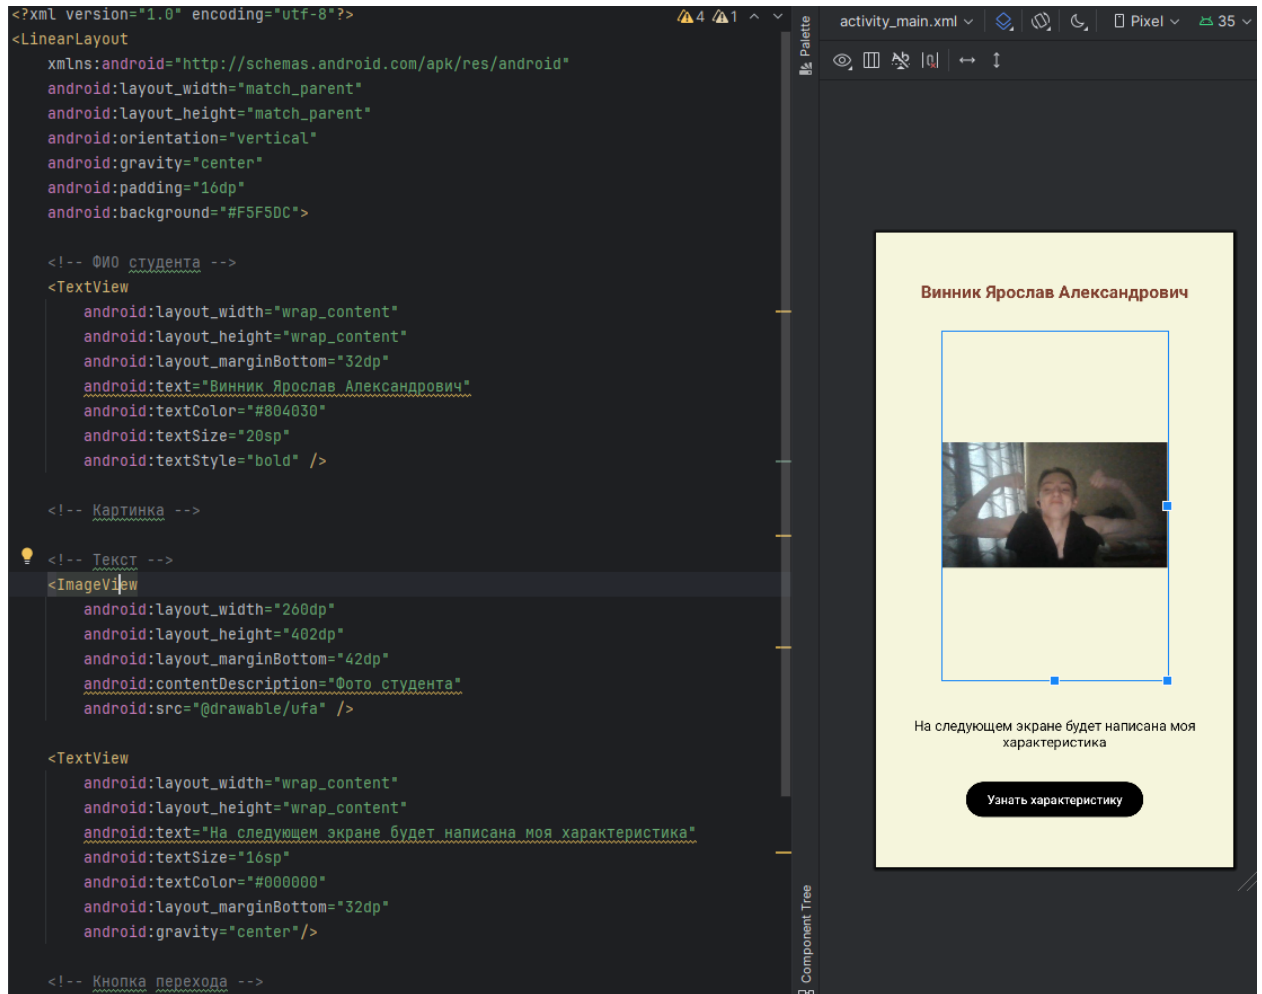 <?xml version="1.0" encoding="utf-8"?>
<LinearLayout
xmlns:android="http://schemas.android.com/apk/res/android"
android:layout_width="match_parent"
android:layout_height="match_parent"
android:orientation="vertical"
android:gravity="center"
android:padding="16dp"
android:background="#F5F5DC">
<!-- ФИО студента -->
<TextView
android:layout_width="wrap_content"
android:layout_height="wrap_content"
android:layout_marginBottom="32dp"
android:text="Винник Ярослав Александрович"
android:textColor="#804030"
android:textSize="20sp"
android:textStyle="bold" />
<!-- Картинка -->
<!-- Текст -->
<ImageView
android:layout_width="260dp"
android:layout_height="402dp"
android:layout_marginBottom="42dp"
android:contentDescription="Фото студента"
android:src="@drawable/ufa" />
<TextView
android:layout_width="wrap_content"
android:layout_height="wrap_content"
android:text="На следующем экране будет написана моя характеристика"
android:textSize="16sp"
android:textColor="#000000"
android:layout_marginBottom="32dp"
android:gravity="center"/>
<!-- Кнопка перехода -->
4 1
Palette
Component Tree
activity_main.xml Pixel 35
Винник Ярослав Александрович
На следующем экране будет написана моя
характеристика
Узнать характеристику